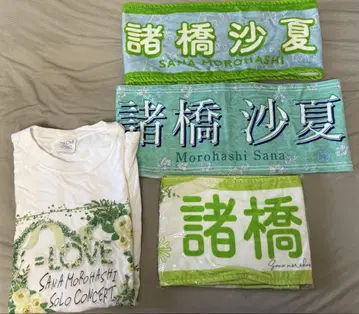 諸橋沙夏
SANA MOROHASHI
諸橋 沙夏
Morohashi Sana
諸橋
=LOVE
SANA MOROHASHI
SOLO CONCERT